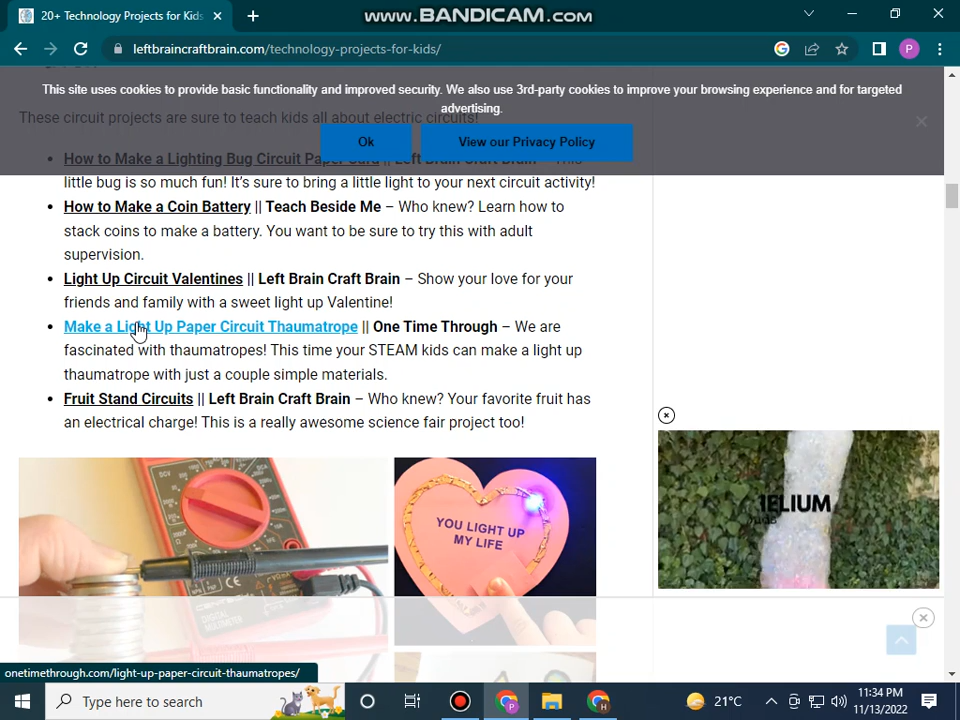 20+ Technology Projects for Kids
www.BANDICAM.com
leftbraincraftbrain.com/technology-projects-for-kids/
P
This site uses cookies to provide basic functionality and improved security. We also use 3rd-party cookies to improve your browsing experience and for targeted
advertising.
These circuit projects are sure to teach kids all about electric circuits!
Ok
View our Privacy Policy
How to Make a Lighting Bug Circuit Paper Card || Left Brain Craft Brain – This
little bug is so much fun! It's sure to bring a little light to your next circuit activity!
How to Make a Coin Battery || Teach Beside Me – Who knew? Learn how to
stack coins to make a battery. You want to be sure to try this with adult
supervision.
Light Up Circuit Valentines || Left Brain Craft Brain – Show your love for your
friends and family with a sweet light up Valentine!
Make a Light Up Paper Circuit Thaumatrope || One Time Through – We are
fascinated with thaumatropes! This time your STEAM kids can make a light up
thaumatrope with just a couple simple materials.
Fruit Stand Circuits || Left Brain Craft Brain – Who knew? Your favorite fruit has
an electrical charge! This is a really awesome science fair project too!
YOU LIGHT UP
MY LIFE
onetimethrough.com/light-up-paper-circuit-thaumatropes/
Type here to search
21°C
11:34 PM
11/13/2022